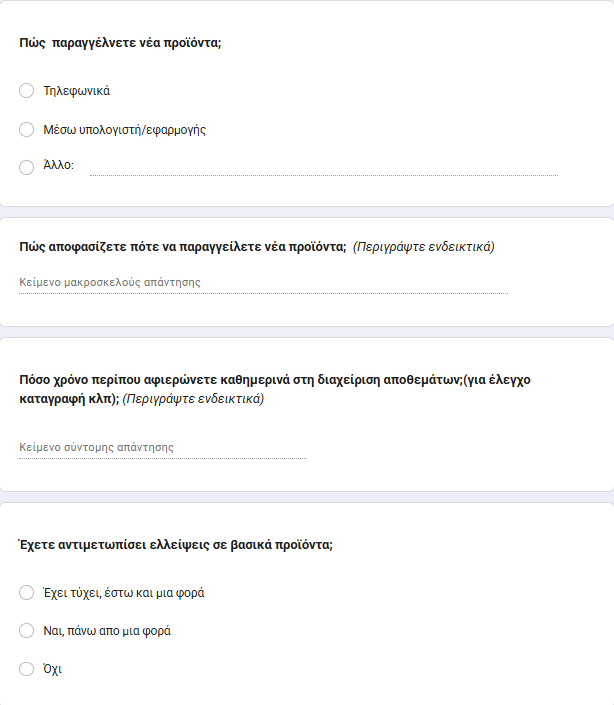 Πώς  παραγγέλνετε νέα προϊόντα;
Τηλεφωνικά
Μέσω υπολογιστή/εφαρμογής
Άλλο:
Πώς αποφασίζετε πότε να παραγγείλετε νέα προϊόντα;  (Περιγράψτε ενδεικτικά)
Κείμενο μακροσκελούς απάντησης
Πόσο χρόνο περίπου αφιερώνετε καθημερινά στη διαχείριση αποθεμάτων;(για έλεγχο
καταγραφή κλπ); (Περιγράψτε ενδεικτικά)
Κείμενο σύντομης απάντησης
Έχετε αντιμετωπίσει ελλείψεις σε βασικά προϊόντα;
Έχει τύχει, έστω και μια φορά
Ναι, πάνω απο μια φορά
Όχι